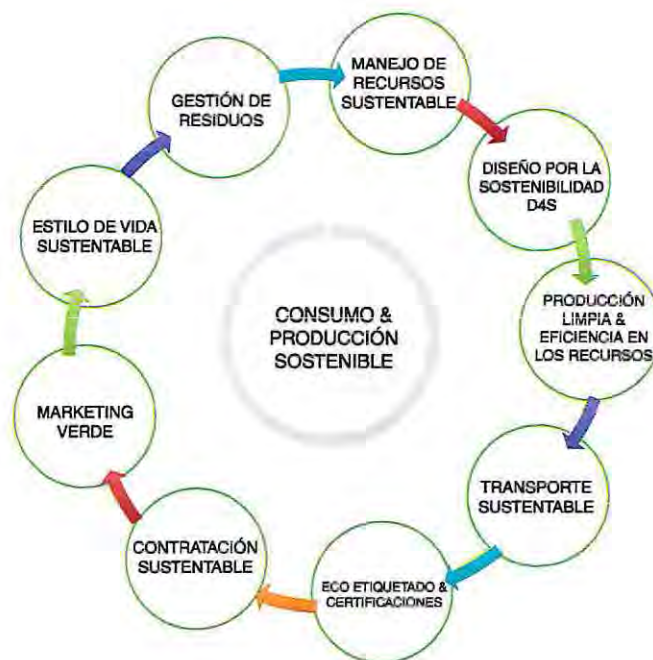 MANEJO DE
RECURSOS
SUSTENTABLE
DISEÑO POR LA
SOSTENIBILIDAD
D4S
PRODUCCIÓN
LIMPIA &
EFICIENCIA EN
LOS RECURSOS
TRANSPORTE
SUSTENTABLE
ECO ETIQUETADO &
CERTIFICACIONES
CONTRATACIÓN
SUSTENTABLE
MARKETING
VERDE
ESTILO DE VIDA
SUSTENTABLE
GESTIÓN DE
RESIDUOS
CONSUMO &
PRODUCCIÓN
SOSTENIBLE